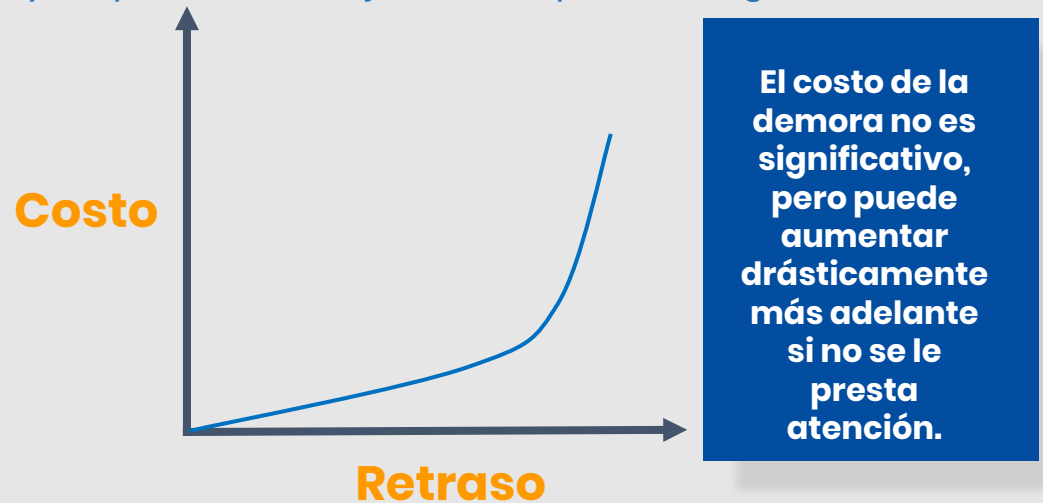 Costo
Retraso
El costo de la
demora no es
significativo,
pero puede
aumentar
drásticamente
más adelante
si no se le
presta
atención.